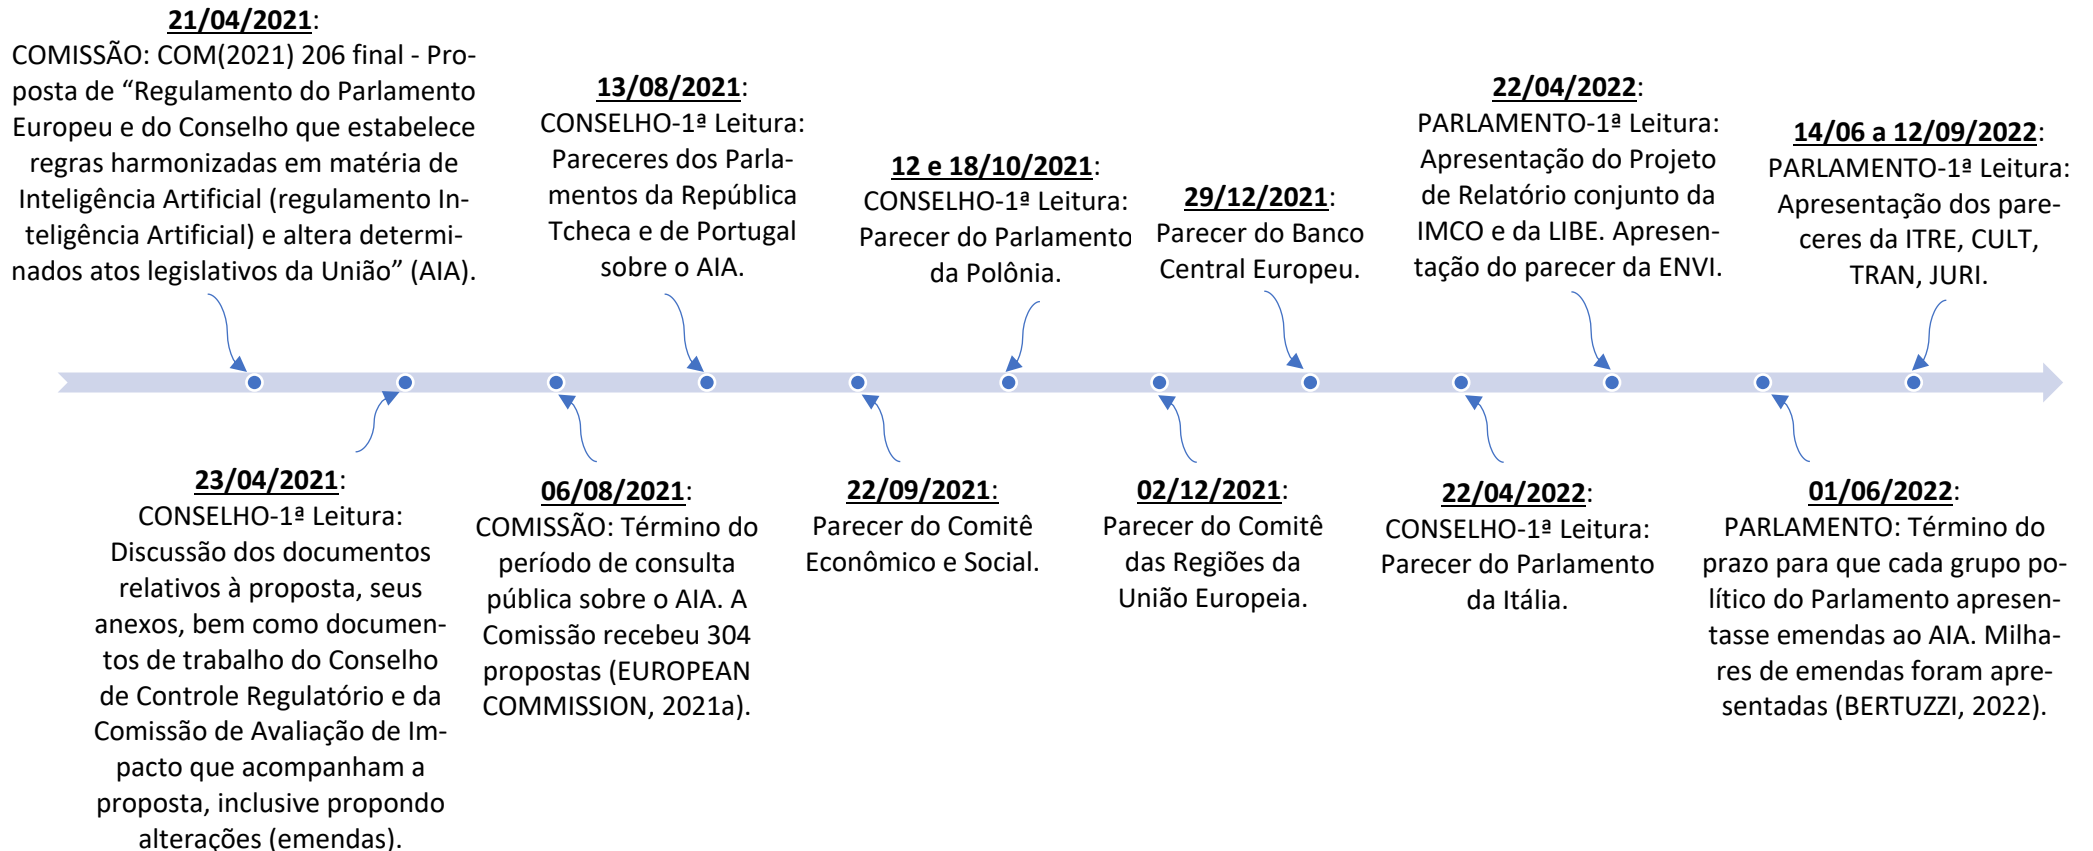 21/04/2021:
COMISSÃO: COM(2021) 206 final - Pro-
posta de “Regulamento do Parlamento
Europeu e do Conselho que estabelece
regras harmonizadas em matéria de
Inteligência Artificial (regulamento In-
teligência Artificial) e altera determi-
nados atos legislativos da União” (AIA).
13/08/2021:
CONSELHO-1ª Leitura:
Pareceres dos Parla-
mentos da República
Tcheca e de Portugal
sobre o AIA.
12 e 18/10/2021:
CONSELHO-1ª Leitura:
Parecer do Parlamento
da Polônia.
29/12/2021:
Parecer do Banco
Central Europeu.
22/04/2022:
PARLAMENTO-1ª Leitura:
Apresentação do Projeto
de Relatório conjunto da
IMCO e da LIBE. Apresen-
tação do parecer da ENVI.
14/06 a 12/09/2022:
PARLAMENTO-1ª Leitura:
Apresentação dos pare-
ceres da ITRE, CULT,
TRAN, JURI.
23/04/2021:
CONSELHO-1ª Leitura:
Discussão dos documentos
relativos à proposta, seus
anexos, bem como documen-
tos de trabalho do Conselho
de Controle Regulatório e da
Comissão de Avaliação de Im-
pacto que acompanham a
proposta, inclusive propondo
alterações (emendas).
06/08/2021:
COMISSÃO: Término do
período de consulta
pública sobre o AIA. A
Comissão recebeu 304
propostas (EUROPEAN
COMMISSION, 2021a).
22/09/2021:
Parecer do Comitê
Econômico e Social.
02/12/2021:
Parecer do Comitê
das Regiões da
União Europeia.
22/04/2022:
CONSELHO-1ª Leitura:
Parecer do Parlamento
da Itália.
01/06/2022:
PARLAMENTO: Término do
prazo para que cada grupo po-
lítico do Parlamento apresen-
tasse emendas ao AIA. Milha-
res de emendas foram apre-
sentadas (BERTUZZI, 2022).